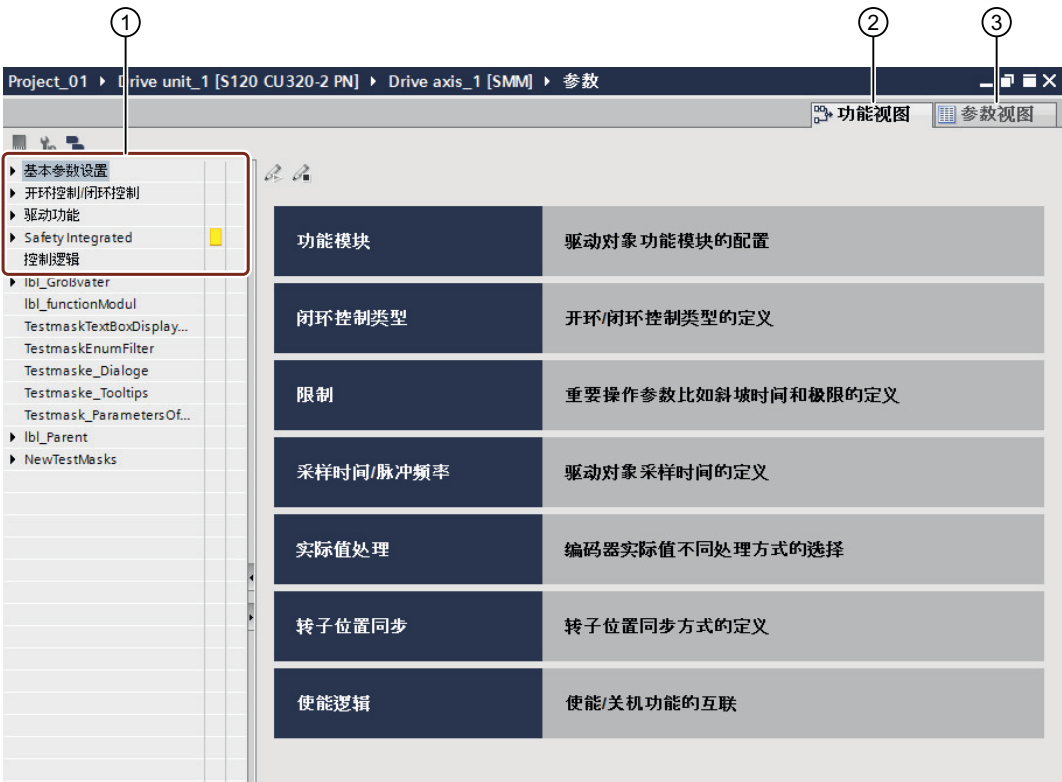 1 2 3
Project_01 ▸ Drive unit_1 [S120 CU320-2 PN] ▸ Drive axis_1 [SMM] ▸ 参数
功能视图 参数视图
基本参数设置
开环控制/闭环控制
驱动功能
Safety Integrated
控制逻辑
lbl_Großvater
lbl_functionModul
TestmaskTextBoxDisplay...
TestmaskEnumFilter
Testmaske_Dialoge
Testmaske_Tooltips
Testmask_ParametersOf...
lbl_Parent
NewTestMasks
功能模块 驱动对象功能模块的配置
闭环控制类型 开环/闭环控制类型的定义
限制 重要操作参数比如斜坡时间和极限的定义
采样时间/脉冲频率 驱动对象采样时间的定义
实际值处理 编码器实际值不同处理方式的选择
转子位置同步 转子位置同步方式的定义
使能逻辑 使能/关机功能的互联